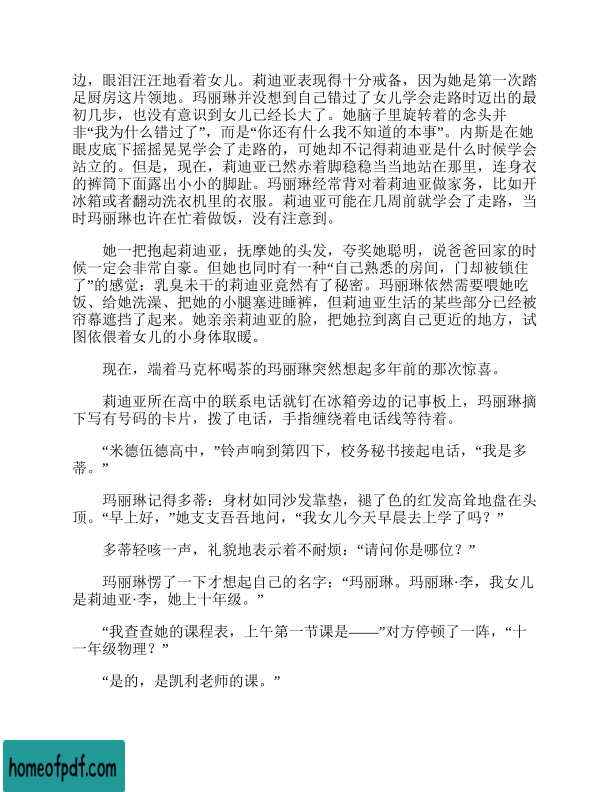 边，眼泪汪汪地看着女儿。莉迪亚表现得十分戒备，因为她是第一次踏
足厨房这片领地。玛丽琳并没想到自己错过了女儿学会走路时迈出的最
初几步，也没有意识到女儿已经长大了。她脑子里旋转着的念头并
非“我为什么错过了”，而是“你还有什么我不知道的本事”。内斯是在她
眼皮底下摇摇晃晃学会了走路的，可她却不记得莉迪亚是什么时候学会
站立的。但是，现在，莉迪亚已然赤着脚稳稳当当地站在那里，连身衣
的裤筒下面露出小小的脚趾。玛丽琳经常背对着莉迪亚做家务，比如开
冰箱或者翻动洗衣机里的衣服。莉迪亚可能在几周前就学会了走路，当
时玛丽琳也许在忙着做饭，没有注意到。
她一把抱起莉迪亚，抚摩她的头发，夸奖她聪明，说爸爸回家的时
候一定会非常自豪。但她也同时有一种“自己熟悉的房间，门却被锁住
了”的感觉：乳臭未干的莉迪亚竟然有了秘密。玛丽琳依然需要喂她吃
饭、给她洗澡、把她的小腿塞进睡裤，但莉迪亚生活的某些部分已经被
帘幕遮挡了起来。她亲亲莉迪亚的脸，把她拉到离自己更近的地方，试
图依偎着女儿的小身体取暖。
现在，端着马克杯喝茶的玛丽琳突然想起多年前的那次惊喜。
莉迪亚所在高中的联系电话就钉在冰箱旁边的记事板上，玛丽琳摘
下写有号码的卡片，拨了电话，手指缠绕着电话线等待着。
“米德伍德高中，”铃声响到第四下，校务秘书接起电话，“我是多
蒂。”
玛丽琳记得多蒂：身材如同沙发靠垫，褪了色的红发高耸地盘在头
顶。“早上好，”她支支吾吾地问，“我女儿今天早晨去上学了吗？”
多蒂轻咳一声，礼貌地表示着不耐烦：“请问你是哪位？”
玛丽琳愣了一下才想起自己的名字：“玛丽琳。玛丽琳·李，我女儿
是莉迪亚·李，她上十年级。”
“我查查她的课程表，上午第一节课是——”对方停顿了一阵，“十
一年级物理？”
“是的，是凯利老师的课。”
homeofpdf.com